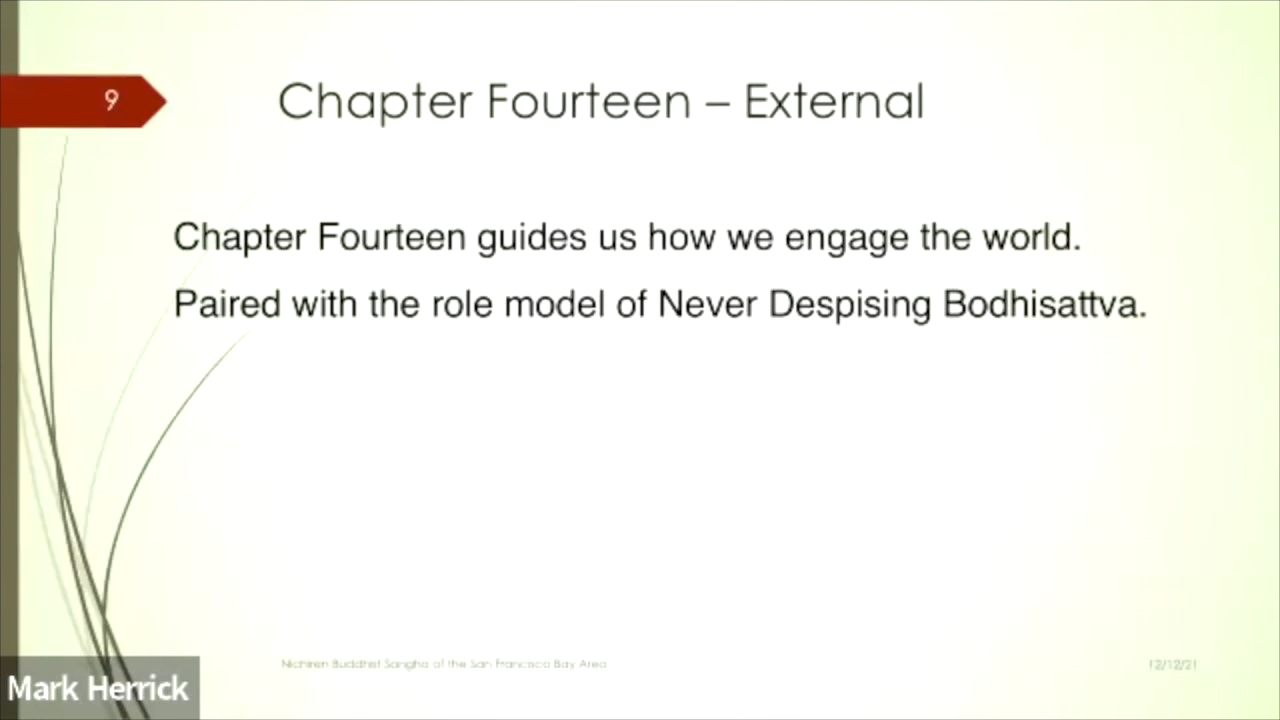 9
Chapter Fourteen – External
Chapter Fourteen guides us how we engage the world.
Paired with the role model of Never Despising Bodhisattva.
Nichiren Buddhist Sangha of the San Francisco Bay Area
12/12/21
Mark Herrick